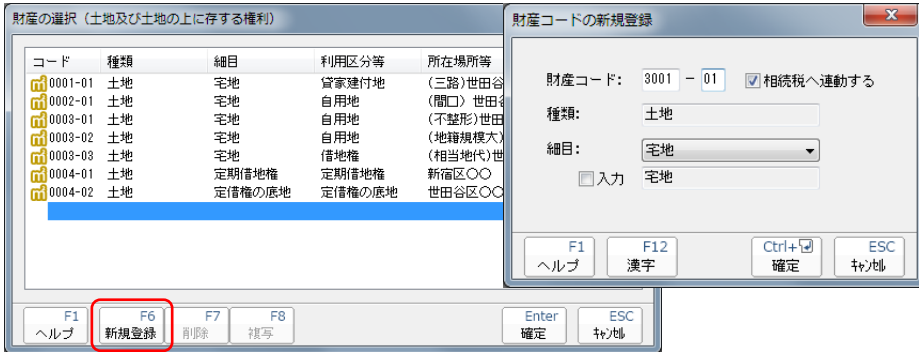 財産の選択（土地及び土地の上に存する権利）
コード 種類 細目 利用区分等 所在場所等
0001-01 土地 宅地 貸家建付地 (三路)世田谷
0002-01 土地 宅地 自用地 (間口) 世田谷
0003-01 土地 宅地 自用地 (不整形)世田
0003-02 土地 宅地 自用地 (地籍規模大)
0003-03 土地 宅地 借地権 (相当地代)世
0004-01 土地 定期借地権 定期借地権 新宿区〇〇
0004-02 土地 定借権の底地 定借権の底地 世田谷区〇〇
F1 ヘルプ
F6 新規登録
F7 削除
F8 複写
Enter 確定
ESC ｷｬﾝｾﾙ
財産コードの新規登録
財産コード: 3001 - 01 相続税へ連動する
種類: 土地
細目: 宅地
入力 宅地
F1 ヘルプ
F12 漢字
Ctrl+ 確定
ESC ｷｬﾝｾﾙ